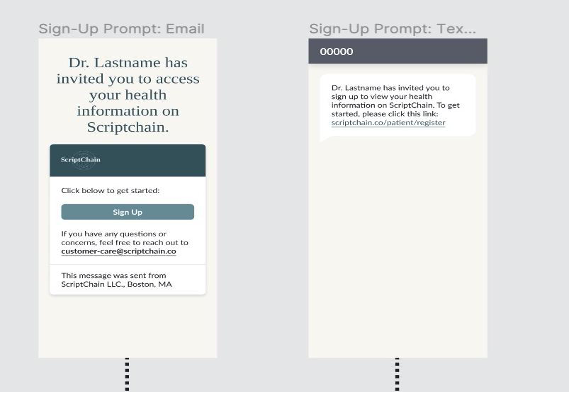 Sign-Up Prompt: Email
Dr. Lastname has
invited you to access
your health
information on
Scriptchain.
ScriptChain
Click below to get started:
Sign Up
If you have any questions or
concerns, feel free to reach out to
customer-care@scriptchain.co
This message was sent from
ScriptChain LLC., Boston, MA
Sign-Up Prompt: Tex...
00000
Dr. Lastname has invited you to
sign up to view your health
information on ScriptChain. To get
started, please click this link:
scriptchain.co/patient/register